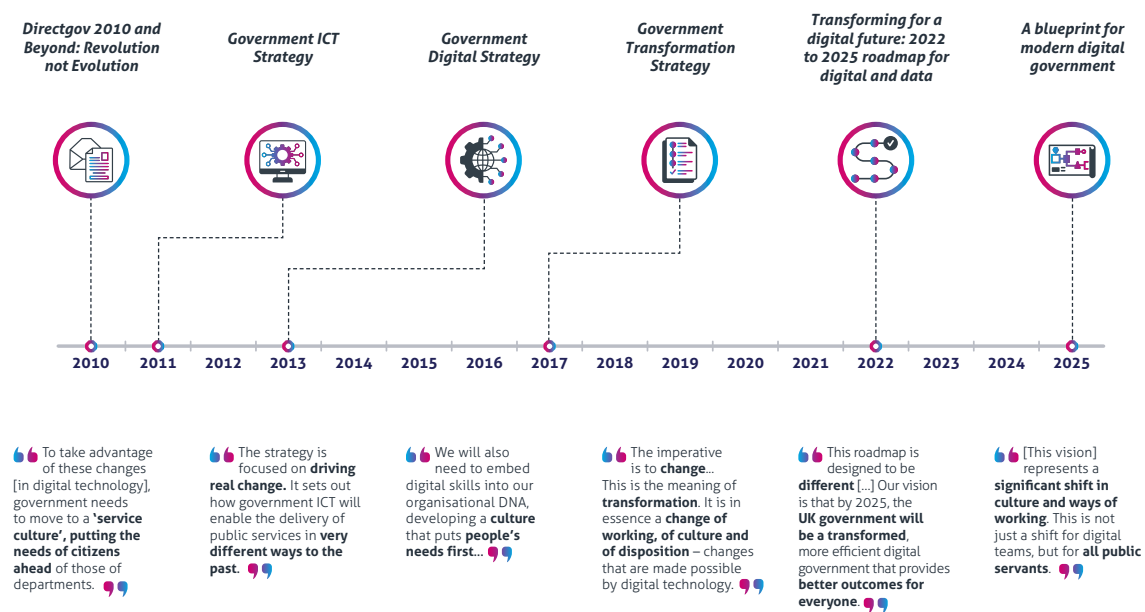 Directgov 2010 and
Beyond: Revolution
not Evolution
Government ICT
Strategy
Government
Digital Strategy
Government
Transformation
Strategy
Transforming for a
digital future: 2022
to 2025 roadmap for
digital and data
A blueprint for
modern digital
government
2010 2011 2012 2013 2014 2015 2016 2017 2018 2019 2020 2021 2022 2023 2024 2025
“ To take advantage
of these changes
[in digital technology],
government needs
to move to a ‘service
culture’, putting the
needs of citizens
ahead of those of
departments. ”
“ The strategy is
focused on driving
real change. It sets out
how government ICT will
enable the delivery of
public services in very
different ways to the
past. ”
“ We will also
need to embed
digital skills into our
organisational DNA,
developing a culture
that puts people’s
needs first... ”
“ The imperative
is to change...
This is the meaning of
transformation. It is in
essence a change of
working, of culture and
of disposition – changes
that are made possible
by digital technology. ”
“ This roadmap is
designed to be
different [...] Our vision
is that by 2025, the
UK government will
be a transformed,
more efficient digital
government that provides
better outcomes for
everyone. ”
“ [This vision]
represents a
significant shift in
culture and ways of
working. This is not
just a shift for digital
teams, but for all public
servants. ”